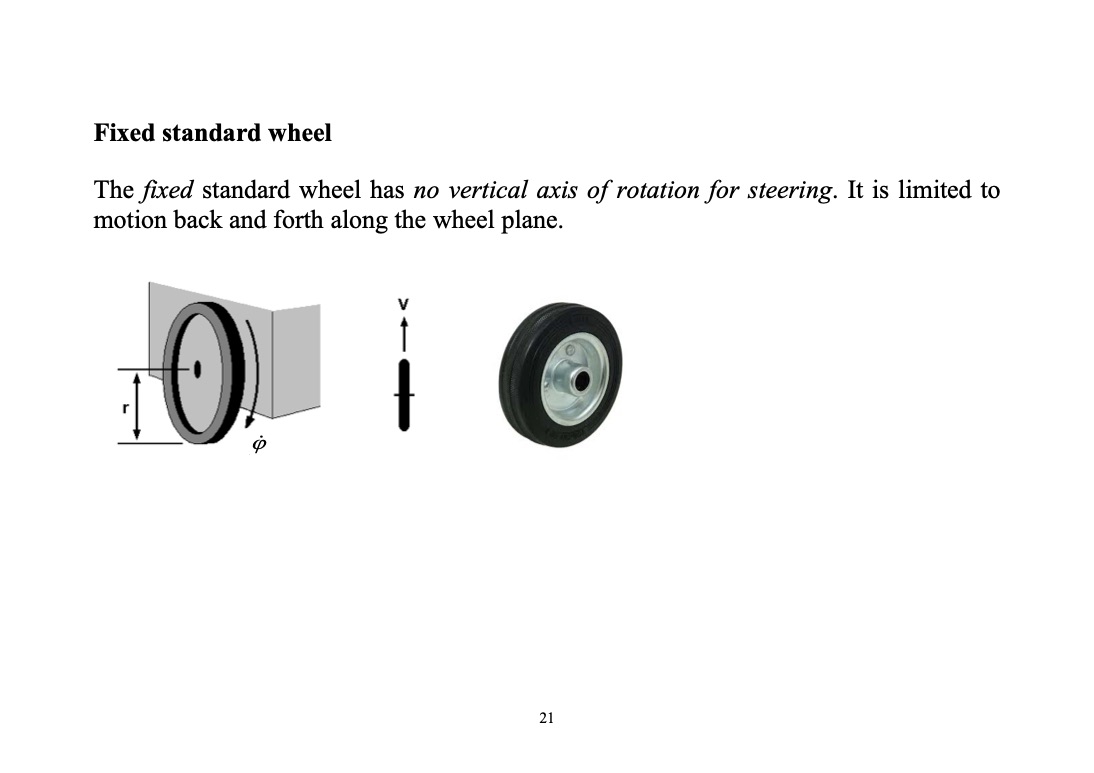 Fixed standard wheel
The fixed standard wheel has no vertical axis of rotation for steering. It is limited to
motion back and forth along the wheel plane.
v
r
φ̇
21